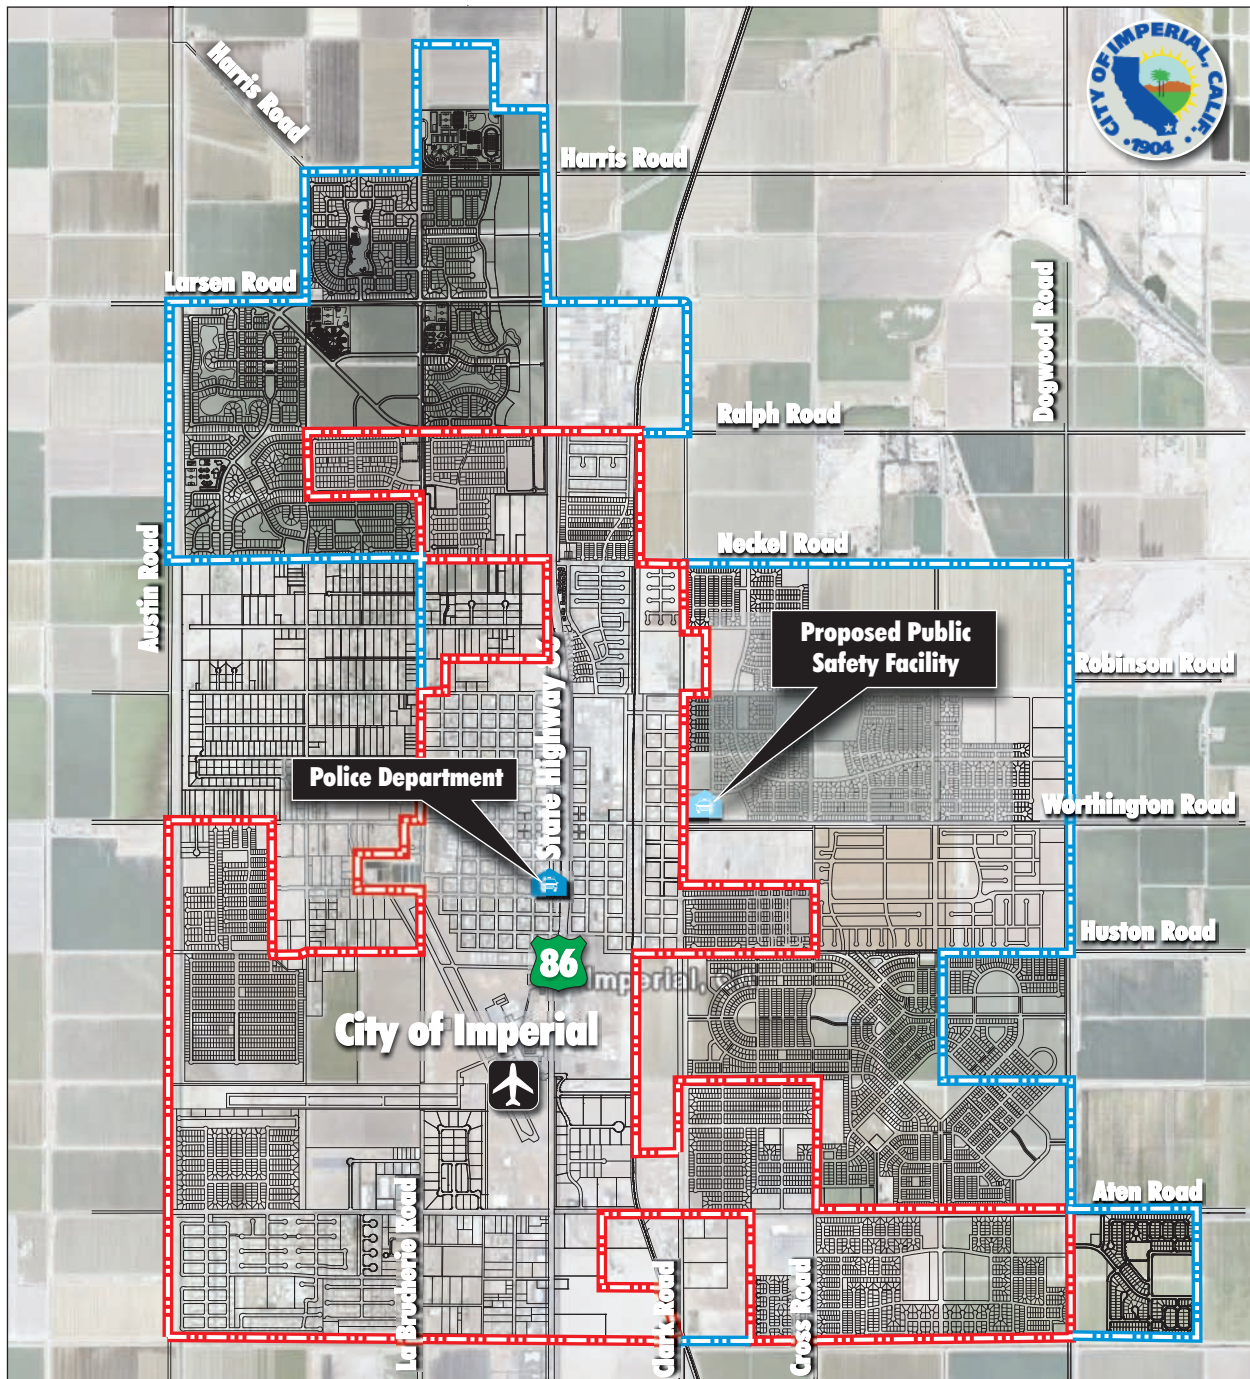 CITY OF IMPERIAL, CALIF.
• 1904 •
Harris Road
Harris Road
Larsen Road
Dogwood Road
Ralph Road
Neckel Road
Austin Road
Proposed Public
Safety Facility
Robinson Road
State Highway 86
Police Department
Worthington Road
Huston Road
86
Imperial, CA
City of Imperial
Aten Road
La Brucherie Road
Clark Road
Cross Road